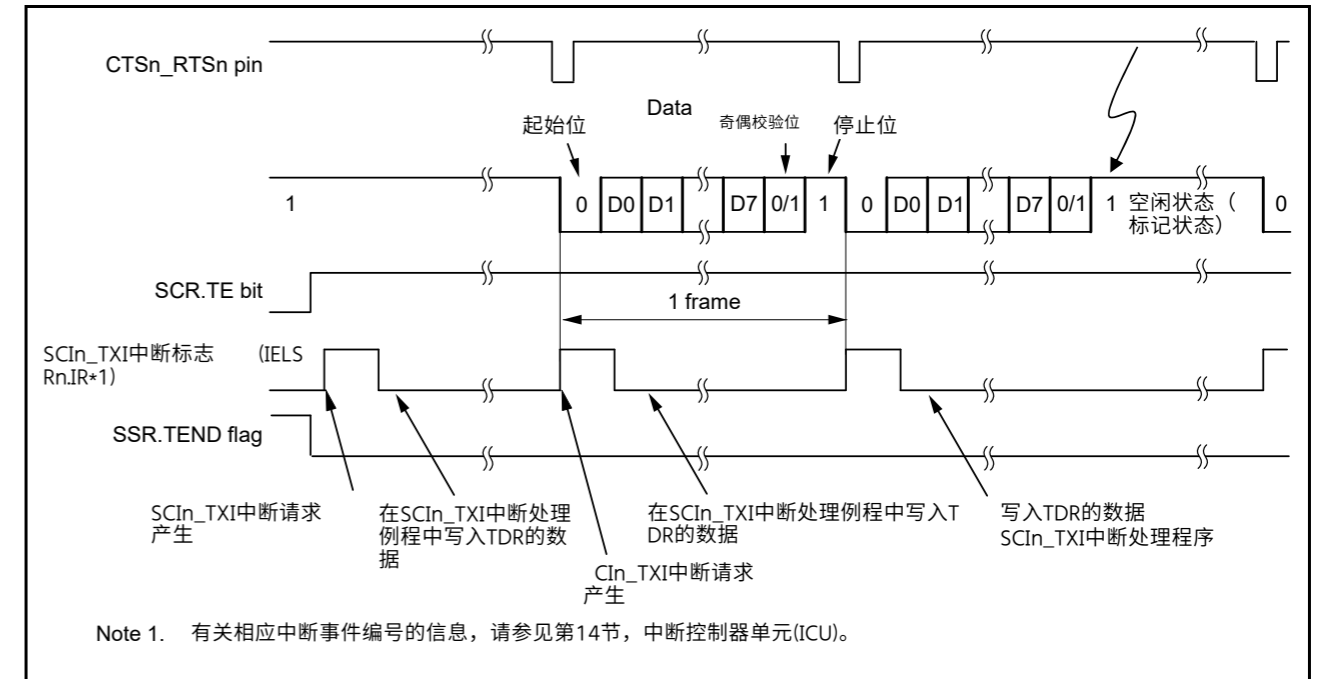 CTSn_RTSn pin
Data
起始位
奇偶校验位
停止位
1
0 D0 D1 D7 0/1 1 0 D0 D1 D7 0/1 1 空闲状态（ 0
标记状态）
SCR.TE bit
1 frame
SCIn_TXI中断标志 (IELS
Rn.IR*1)
SSR.TEND flag
SCIn_TXI中断请求
产生
在SCIn_TXI中断处理
例程中写入TDR的数
据
在SCIn_TXI中断处理例程中写入T
DR的数据
写入TDR的数据
SCIn_TXI中断处理程序
CIn_TXI中断请求
产生
Note 1. 有关相应中断事件编号的信息，请参见第14节，中断控制器单元(ICU)。